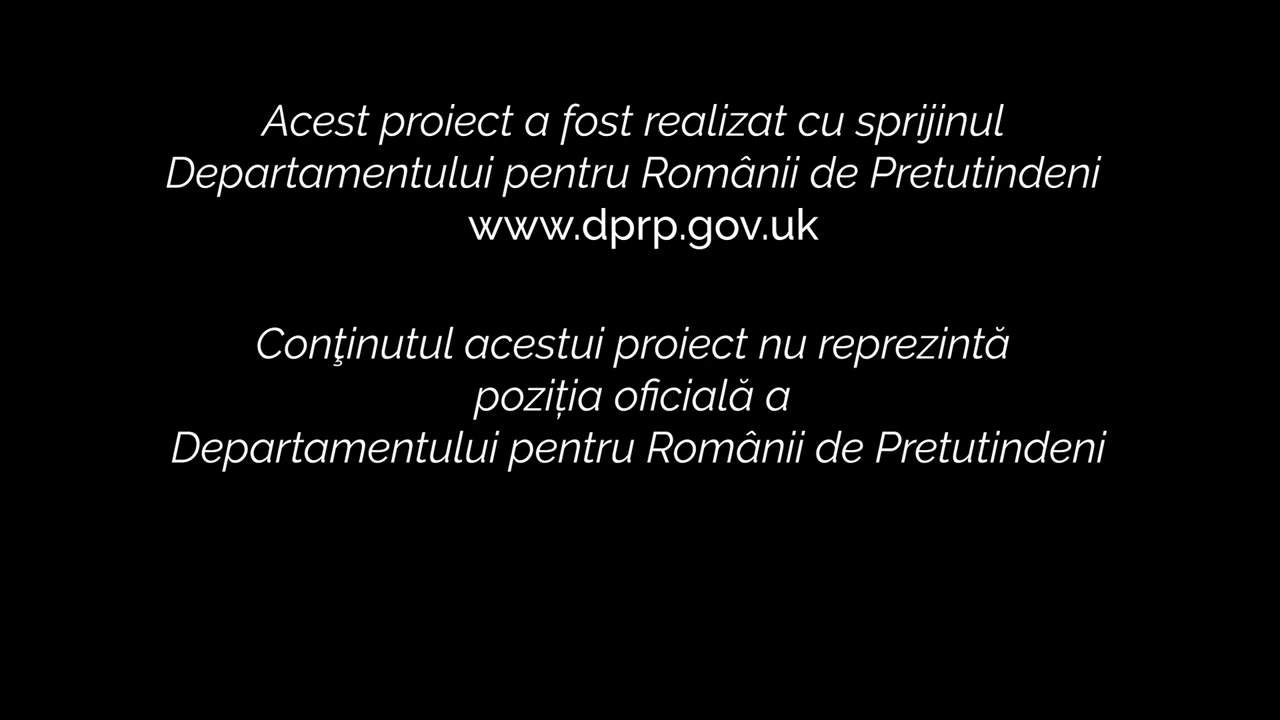 Acest proiect a fost realizat cu sprijinul
Departamentului pentru Românii de Pretutindeni
www.dprp.gov.uk
Conţinutul acestui proiect nu reprezintă
poziția oficială a
Departamentului pentru Românii de Pretutindeni